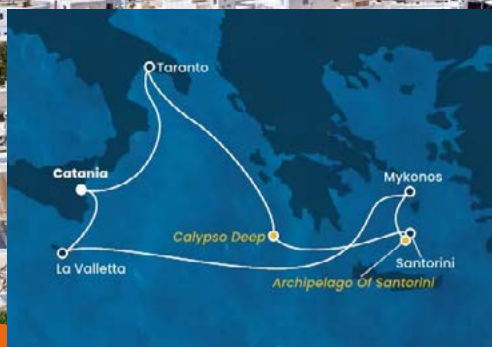 Taranto
Catania
Mykonos
Calypso Deep
La Valletta
Santorini
Archipelago Of Santorini